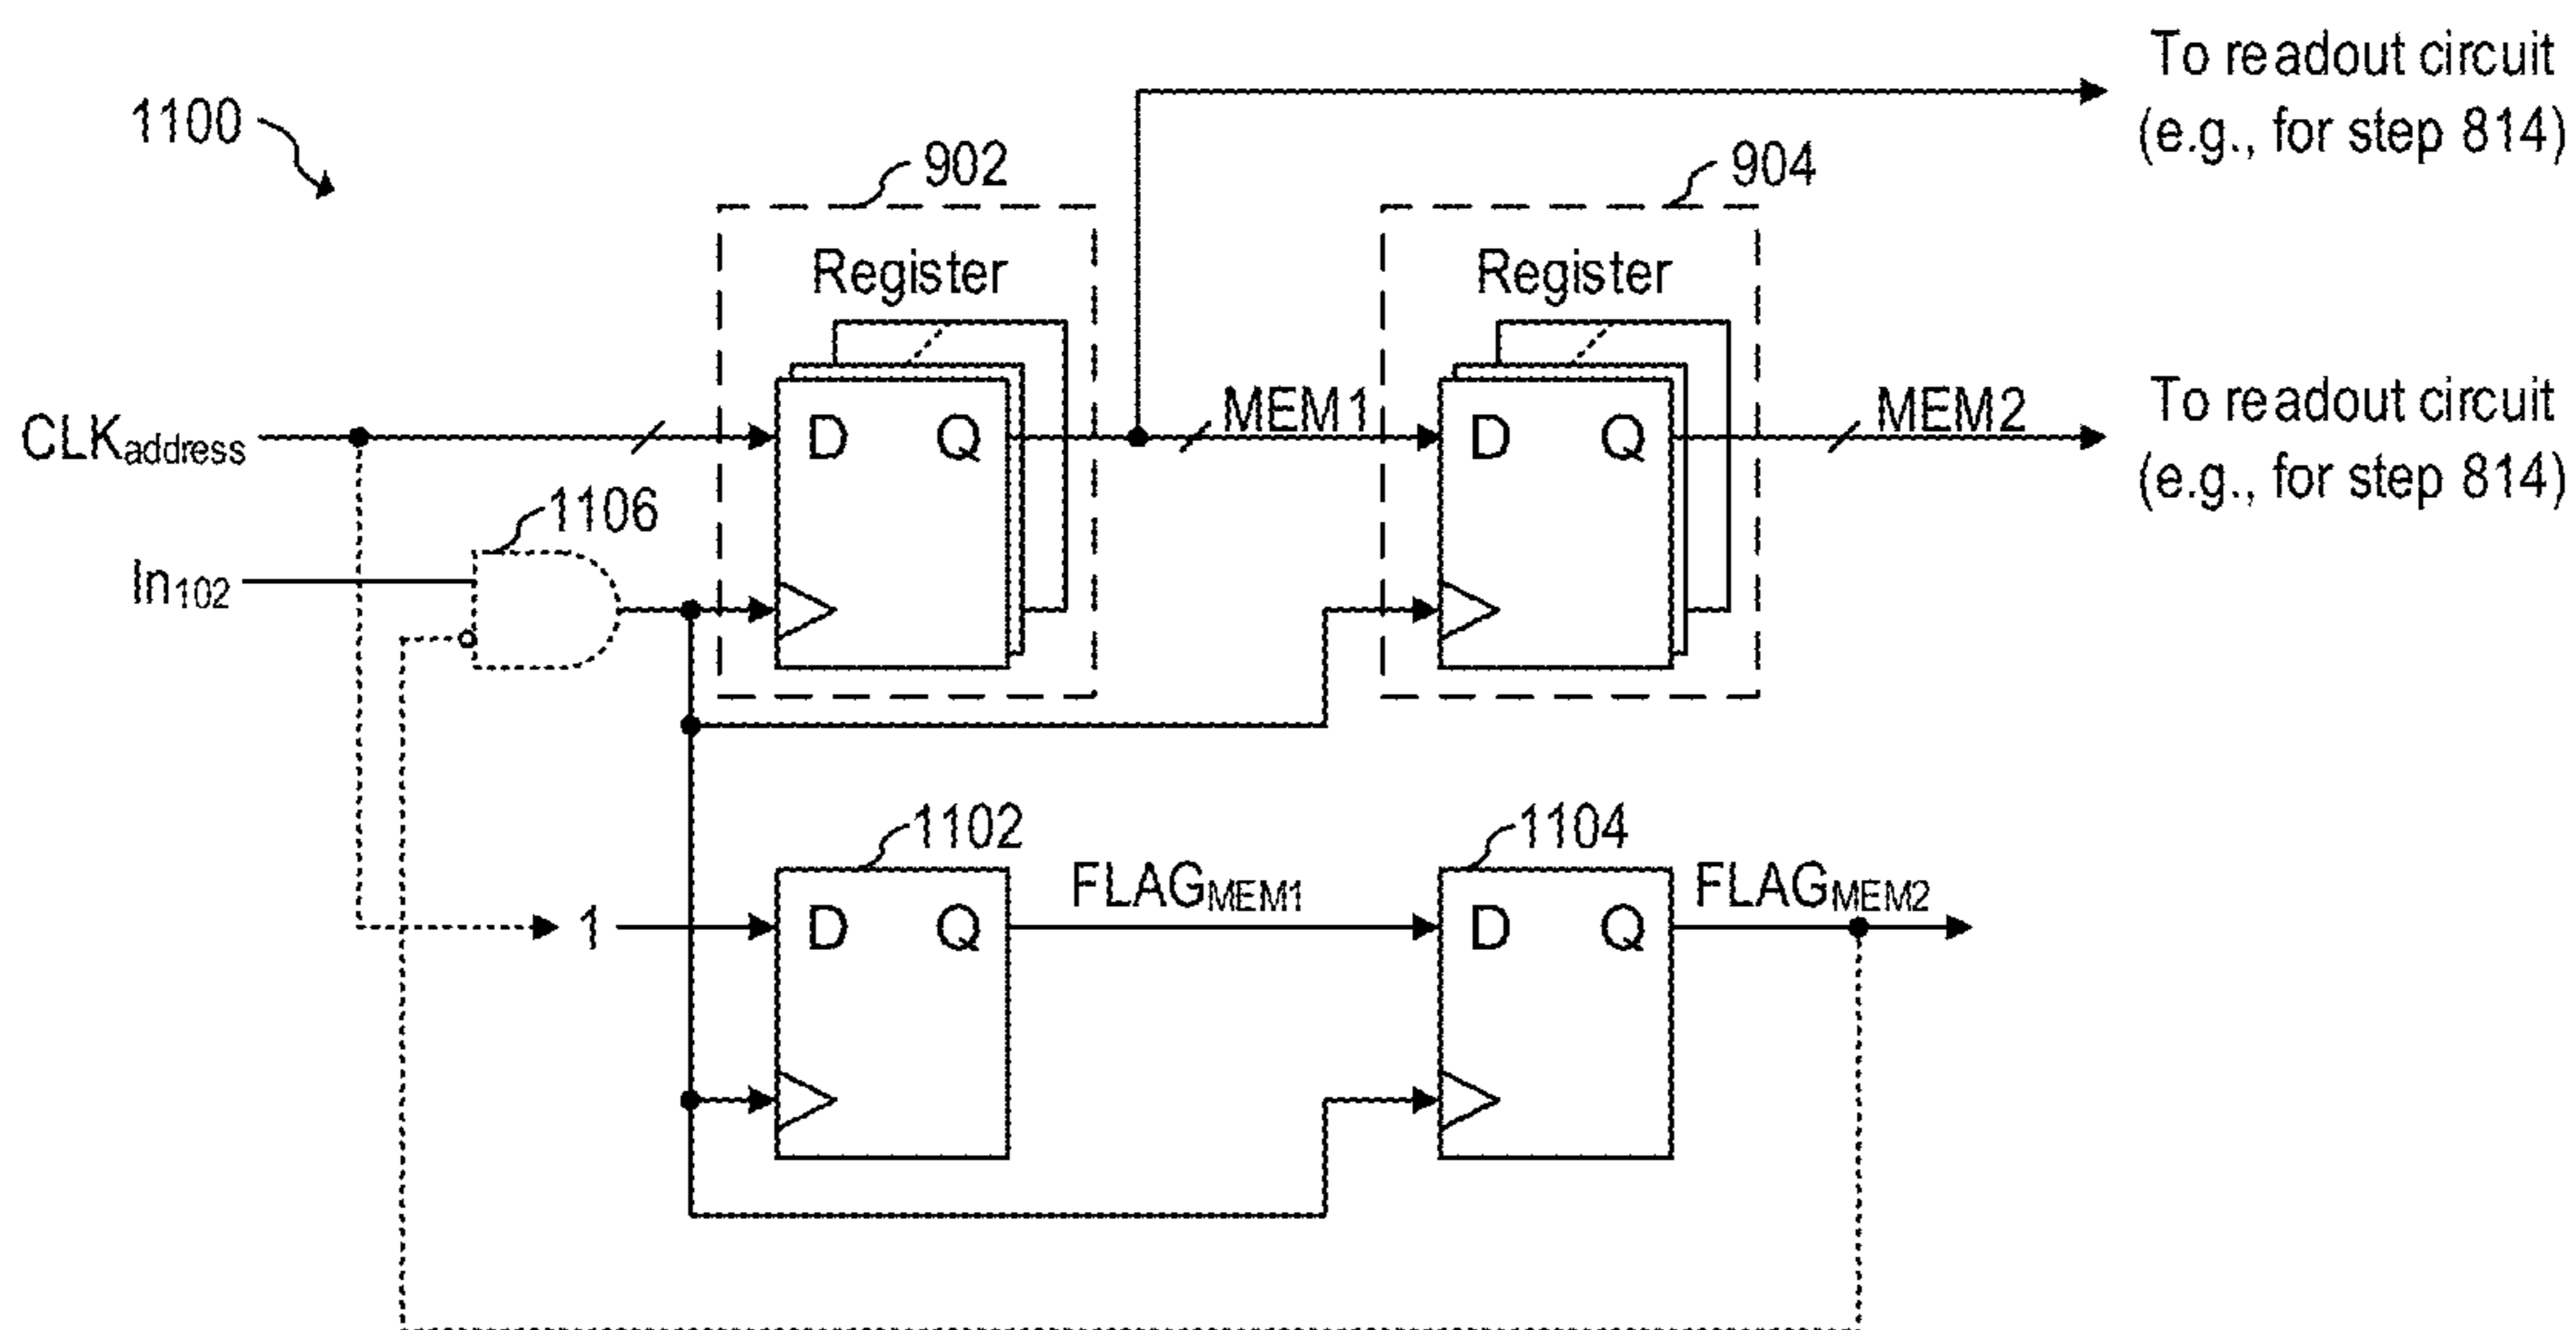 To readout circuit
(e.g., for step 814)
1100
902
904
Register
Register
CLKaddress
D Q
MEM1
D Q
MEM2
To readout circuit
(e.g., for step 814)
1106
In102
1102
1104
1
D Q
FLAGMEM1
D Q
FLAGMEM2